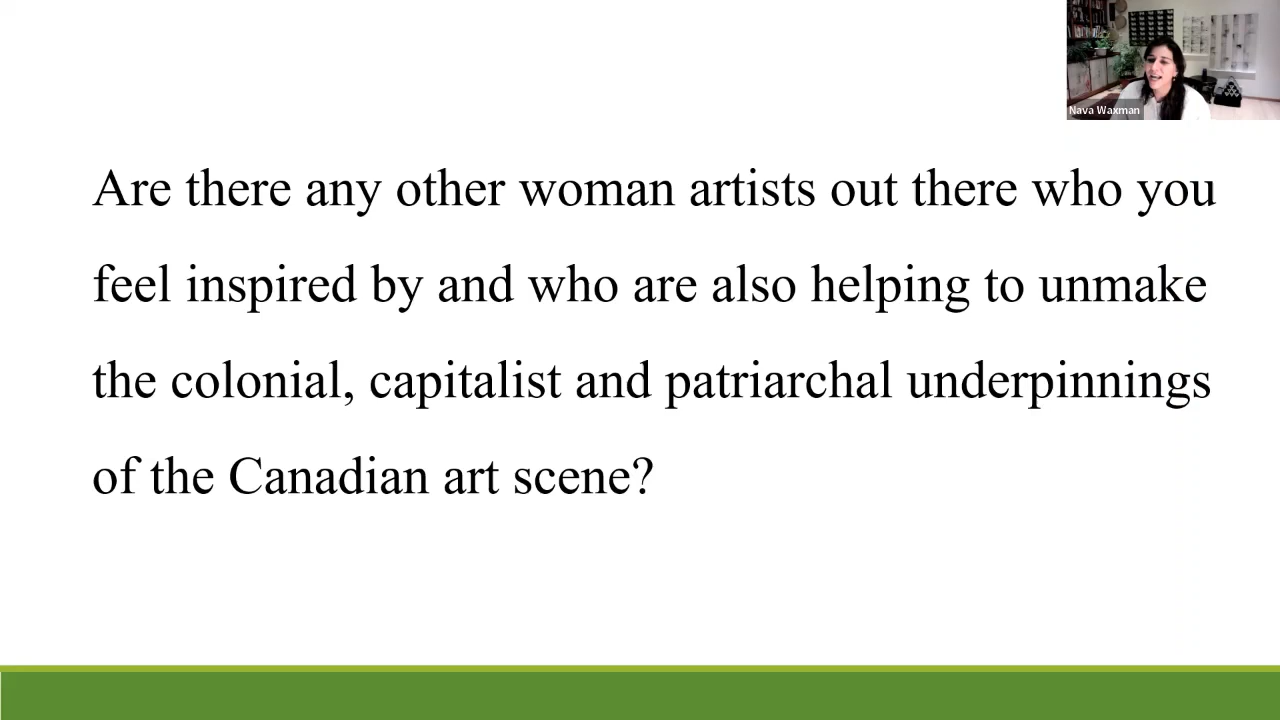 Nava Waxman
Are there any other woman artists out there who you
feel inspired by and who are also helping to unmake
the colonial, capitalist and patriarchal underpinnings
of the Canadian art scene?